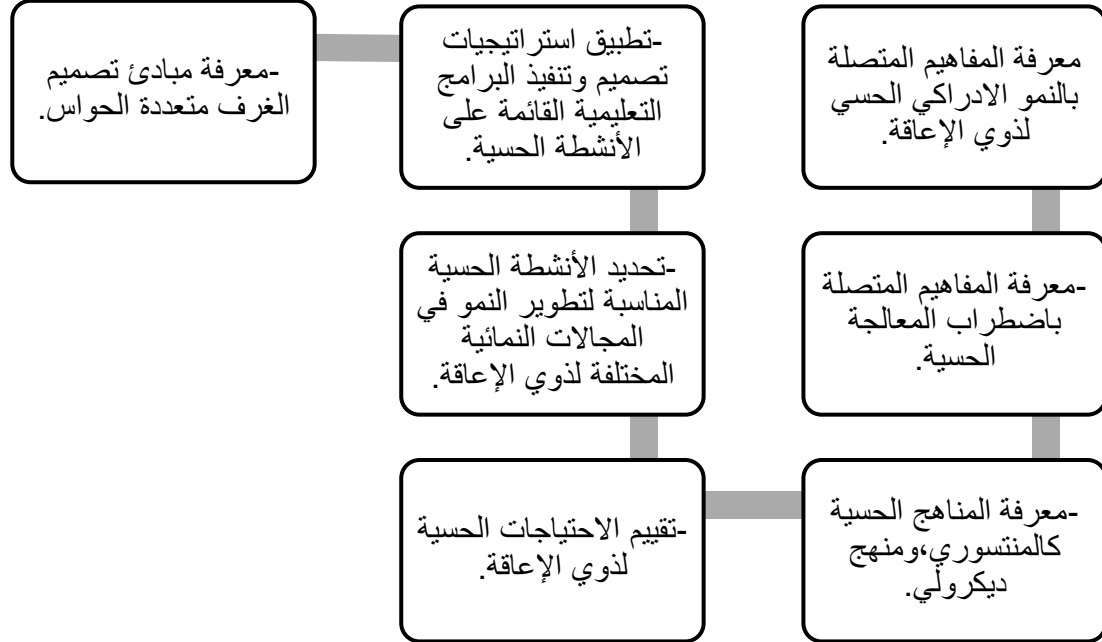 معرفة المفاهيم المتصلة
بالنمو الادراكي الحسي
لذوي الإعاقة.
-معرفة المفاهيم المتصلة
باضطراب المعالجة
الحسية.
-معرفة المناهج الحسية
كالمنتسوري،ومنهج
ديكرولي.
-تقييم الاحتياجات الحسية
لذوي الإعاقة.
-تحديد الأنشطة الحسية
المناسبة لتطوير النمو في
المجالات النمائية
المختلفة لذوي الإعاقة.
-تطبيق استراتيجيات
تصميم وتنفيذ البرامج
التعليمية القائمة على
الأنشطة الحسية.
-معرفة مبادئ تصميم
الغرف متعددة الحواس.